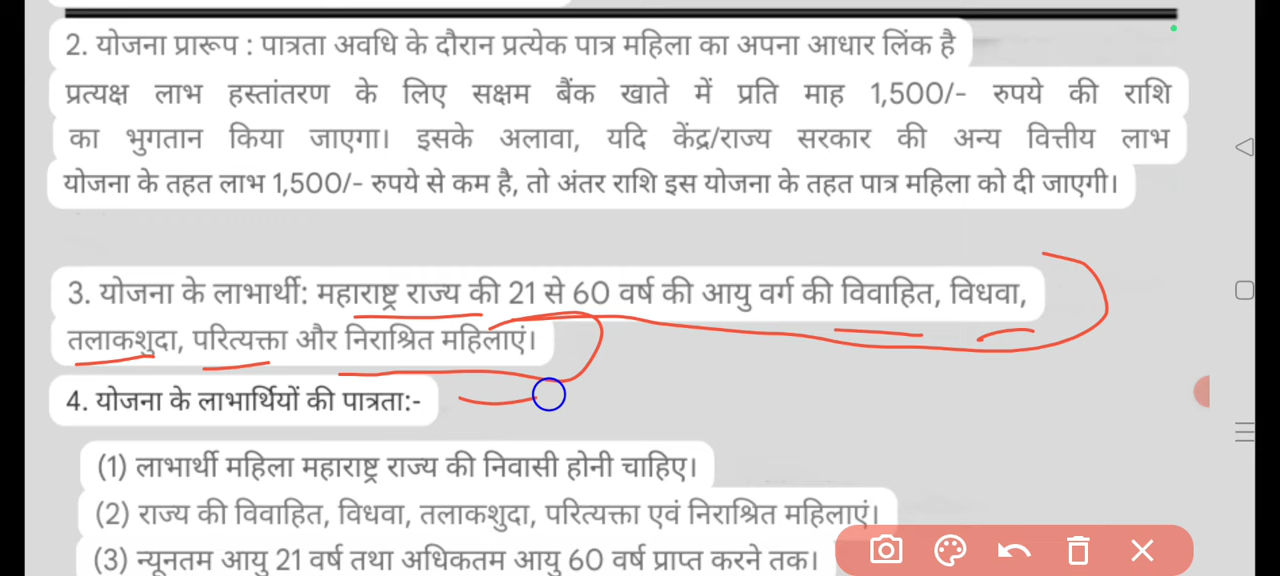 2. योजना प्रारूप : पात्रता अवधि के दौरान प्रत्येक पात्र महिला का अपना आधार लिंक है
प्रत्यक्ष लाभ हस्तांतरण के लिए सक्षम बैंक खाते में प्रति माह 1,500/- रुपये की राशि
का भुगतान किया जाएगा। इसके अलावा, यदि केंद्र/राज्य सरकार की अन्य वित्तीय लाभ
योजना के तहत लाभ 1,500/- रुपये से कम है, तो अंतर राशि इस योजना के तहत पात्र महिला को दी जाएगी।
3. योजना के लाभार्थी: महाराष्ट्र राज्य की 21 से 60 वर्ष की आयु वर्ग की विवाहित, विधवा,
तलाकशुदा, परित्यक्ता और निराश्रित महिलाएं।
4. योजना के लाभार्थियों की पात्रता:-
(1) लाभार्थी महिला महाराष्ट्र राज्य की निवासी होनी चाहिए।
(2) राज्य की विवाहित, विधवा, तलाकशुदा, परित्यक्ता एवं निराश्रित महिलाएं।
(3) न्यूनतम आयु 21 वर्ष तथा अधिकतम आयु 60 वर्ष प्राप्त करने तक।